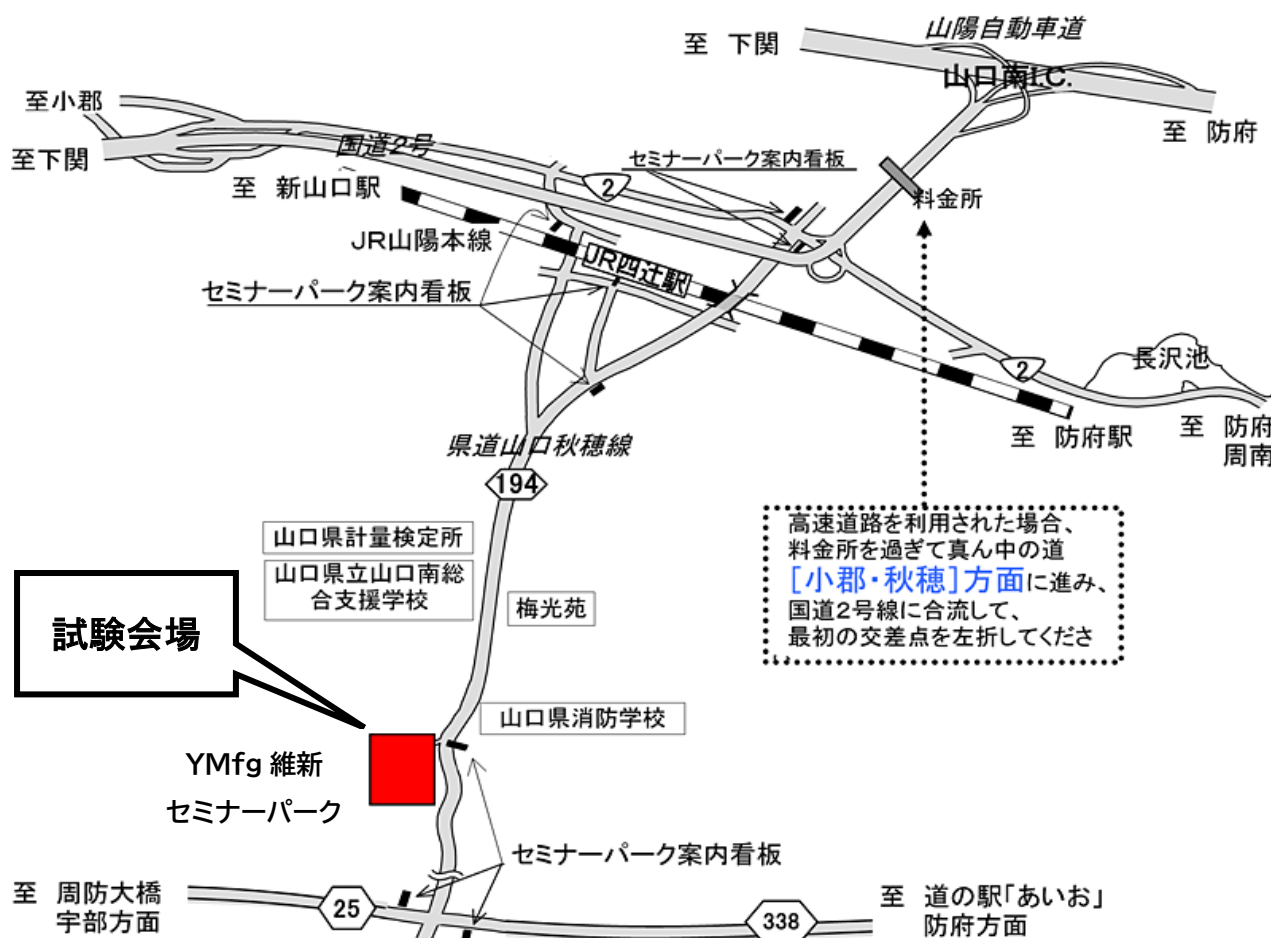 山陽自動車道
至 下関
山口南I.C.
至小郡
至 防府
国道2号
至下関
セミナーパーク案内看板
至 新山口駅
2
料金所
JR山陽本線
JR四辻駅
セミナーパーク案内看板
長沢池
2
至 防府駅
至 防府
周南
県道山口秋穂線
194
高速道路を利用された場合、
料金所を過ぎて真ん中の道
[小郡・秋穂]方面に進み、
国道2号線に合流して、
最初の交差点を左折してくださ
山口県計量検定所
山口県立山口南総
合支援学校
梅光苑
試験会場
山口県消防学校
YMfg 維新
セミナーパーク
セミナーパーク案内看板
至 周防大橋
宇部方面
25
338
至 道の駅「あいお」
防府方面